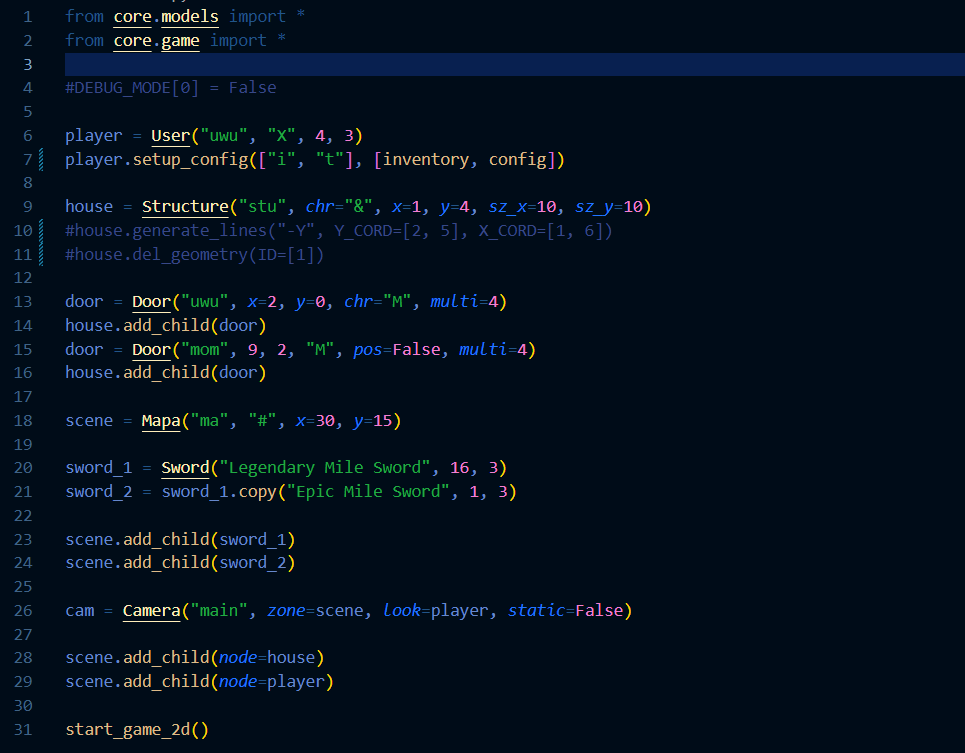 1 from core.models import *
2 from core.game import *
3
4 #DEBUG_MODE[0] = False
5
6 player = User("uwu", "X", 4, 3)
7 player.setup_config(["i", "t"], [inventory, config])
8
9 house = Structure("stu", chr="&", x=1, y=4, sz_x=10, sz_y=10)
10 #house.generate_lines("-Y", Y_CORD=[2, 5], X_CORD=[1, 6])
11 #house.del_geometry(ID=[1])
12
13 door = Door("uwu", x=2, y=0, chr="M", multi=4)
14 house.add_child(door)
15 door = Door("mom", 9, 2, "M", pos=False, multi=4)
16 house.add_child(door)
17
18 scene = Mapa("ma", "#", x=30, y=15)
19
20 sword_1 = Sword("Legendary Mile Sword", 16, 3)
21 sword_2 = sword_1.copy("Epic Mile Sword", 1, 3)
22
23 scene.add_child(sword_1)
24 scene.add_child(sword_2)
25
26 cam = Camera("main", zone=scene, look=player, static=False)
27
28 scene.add_child(node=house)
29 scene.add_child(node=player)
30
31 start_game_2d()